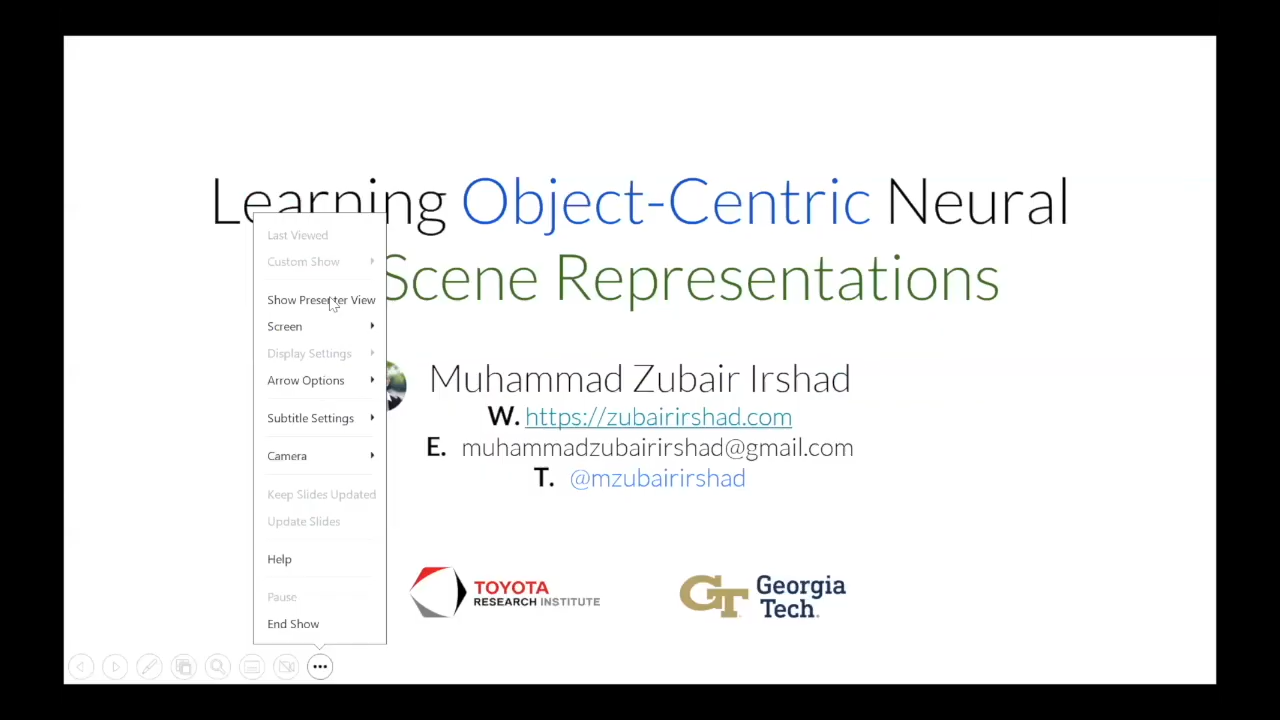 Learning Object-Centric Neural
Scene Representations
Muhammad Zubair Irshad
W. https://zubairirshad.com
E. muhammadzubairirshad@gmail.com
T. @mzubairirshad
TOYOTA
RESEARCH INSTITUTE
GT Georgia
Tech
Last Viewed
Custom Show
Show Presenter View
Screen
Display Settings
Arrow Options
Subtitle Settings
Camera
Keep Slides Updated
Update Slides
Help
Pause
End Show